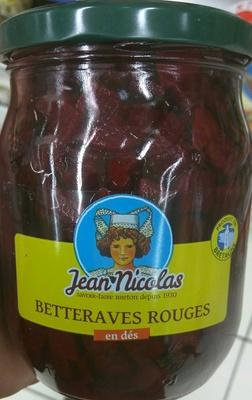 Jean Nicolas
SAVOIR-FAIRE breton depuis 1930
BETTERAVES ROUGES
en dés